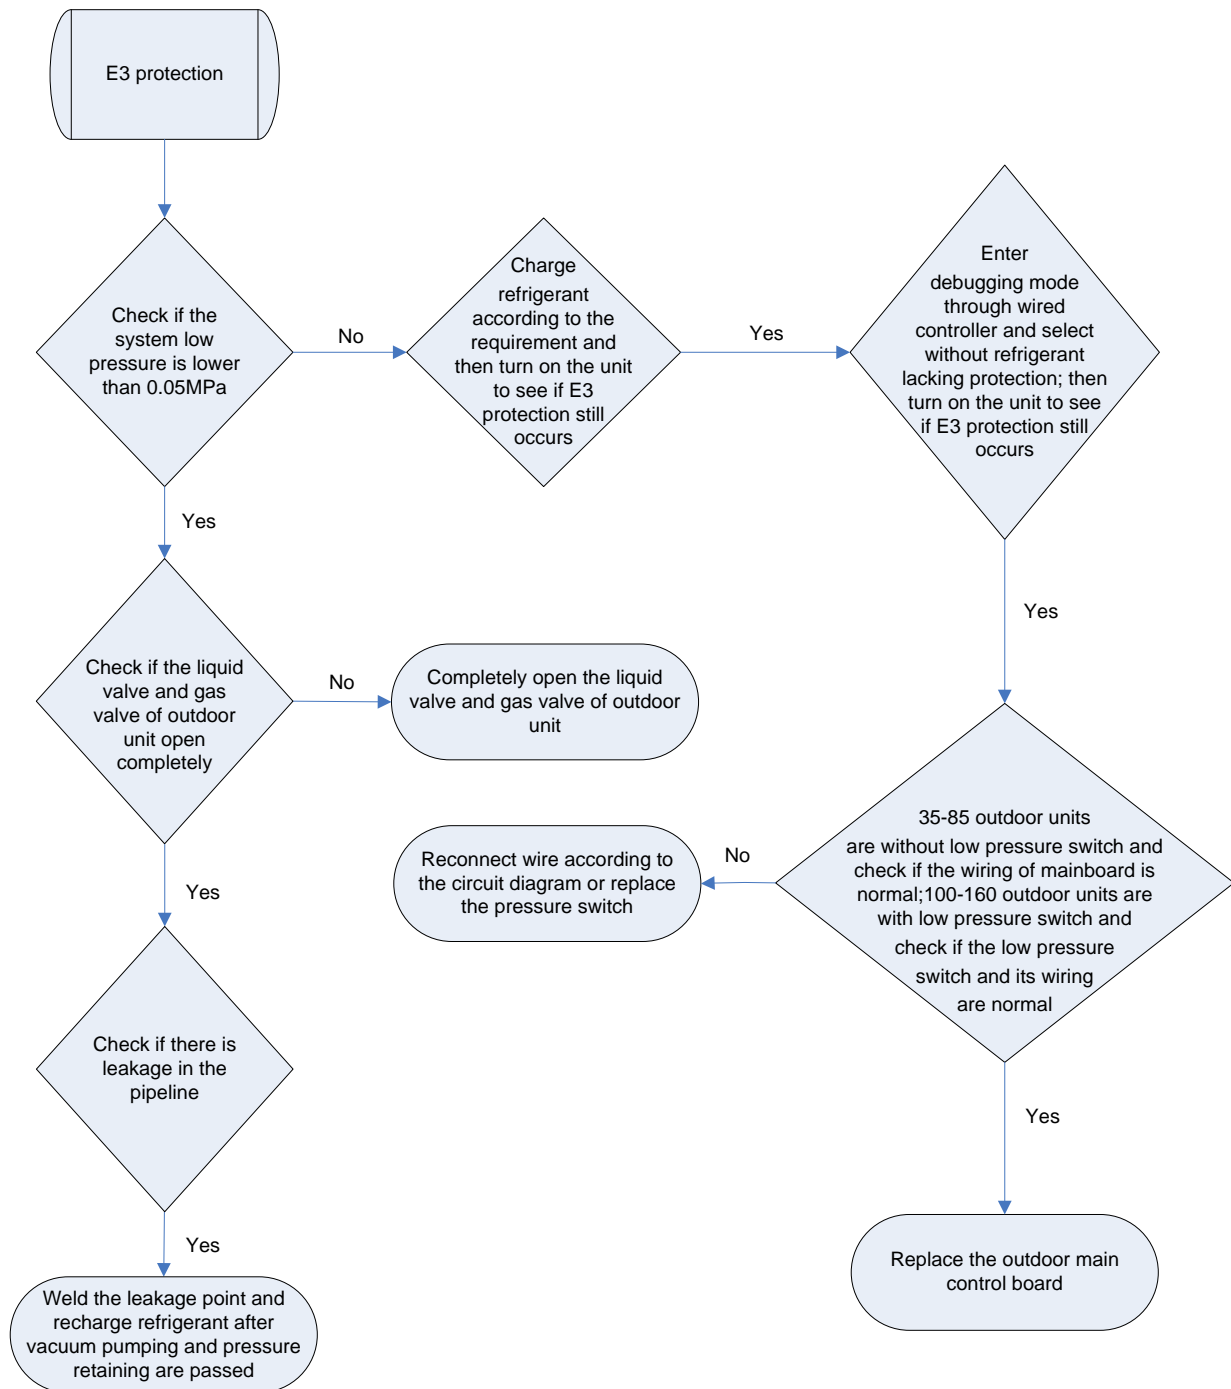 E3 protection
Check if the
system low
pressure is lower
than 0.05MPa
No
Charge
refrigerant
according to the
requirement and
then turn on the unit
to see if E3
protection still
occurs
Yes
Enter
debugging mode
through wired
controller and select
without refrigerant
lacking protection; then
turn on the unit to see
if E3 protection still
occurs
Yes
Yes
Check if the liquid
valve and gas
valve of outdoor
unit open
completely
No
Completely open the liquid
valve and gas valve of outdoor
unit
35-85 outdoor units
are without low pressure switch and
check if the wiring of mainboard is
normal;100-160 outdoor units are
with low pressure switch and
check if the low pressure
switch and its wiring
are normal
No
Reconnect wire according to
the circuit diagram or replace
the pressure switch
Yes
Check if there is
leakage in the
pipeline
Yes
Yes
Replace the outdoor main
control board
Weld the leakage point and
recharge refrigerant after
vacuum pumping and pressure
retaining are passed